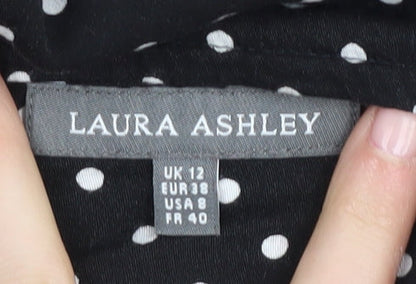 LAURA ASHLEY
UK 12
EUR 38
USA 8
FR 40